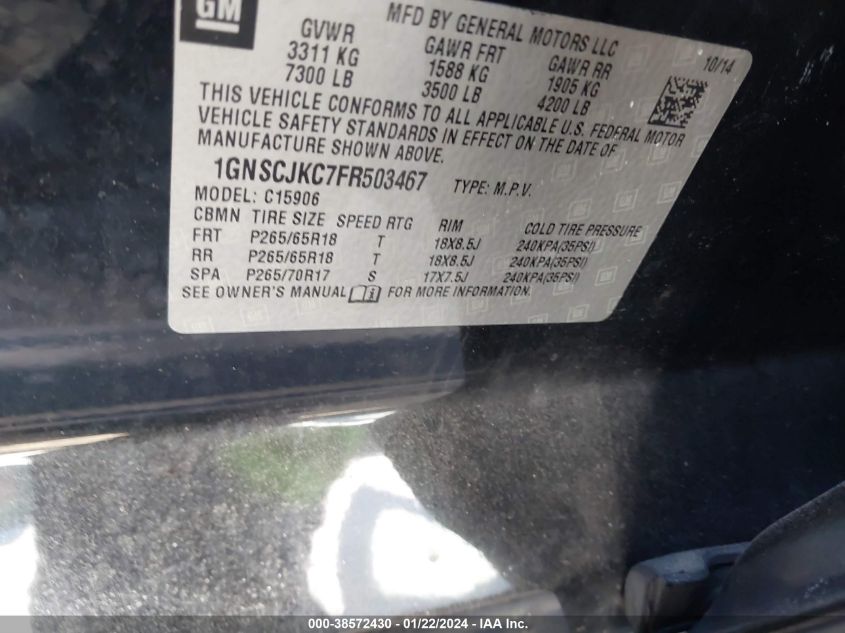 GM
MFD BY GENERAL MOTORS LLC
10/14
GVWR GAWR FRT GAWR RR
3311 KG 1588 KG 1905 KG
7300 LB 3500 LB 4200 LB
THIS VEHICLE CONFORMS TO ALL APPLICABLE U.S. FEDERAL MOTOR
VEHICLE SAFETY STANDARDS IN EFFECT ON THE DATE OF
MANUFACTURE SHOWN ABOVE.
1GNSCJKC7FR503467 TYPE: M.P.V.
MODEL: C15906
CBMN TIRE SIZE SPEED RTG RIM COLD TIRE PRESSURE
FRT P265/65R18 T 18X8.5J 240KPA(35PSI)
RR P265/65R18 T 18X8.5J 240KPA(35PSI)
SPA P265/70R17 S 17X7.5J 240KPA(35PSI)
SEE OWNER'S MANUAL FOR MORE INFORMATION.
000-38572430 - 01/22/2024 - IAA Inc.